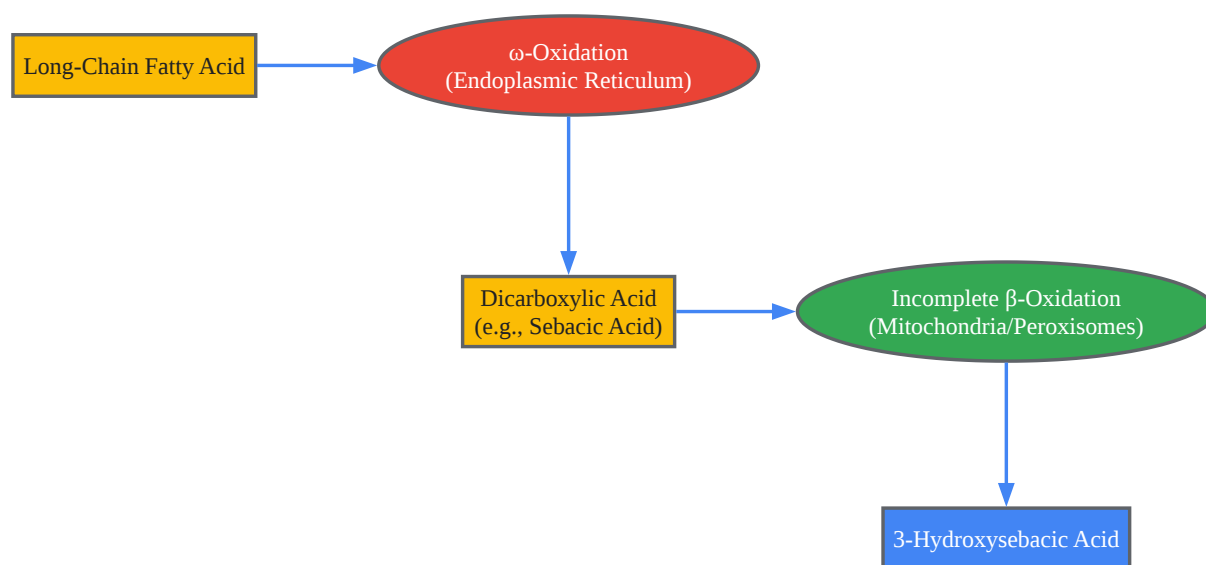 Long-Chain Fatty Acid
ω-Oxidation
(Endoplasmic Reticulum)
Dicarboxylic Acid
(e.g., Sebacic Acid)
Incomplete β-Oxidation
(Mitochondria/Peroxisomes)
3-Hydroxysebacic Acid